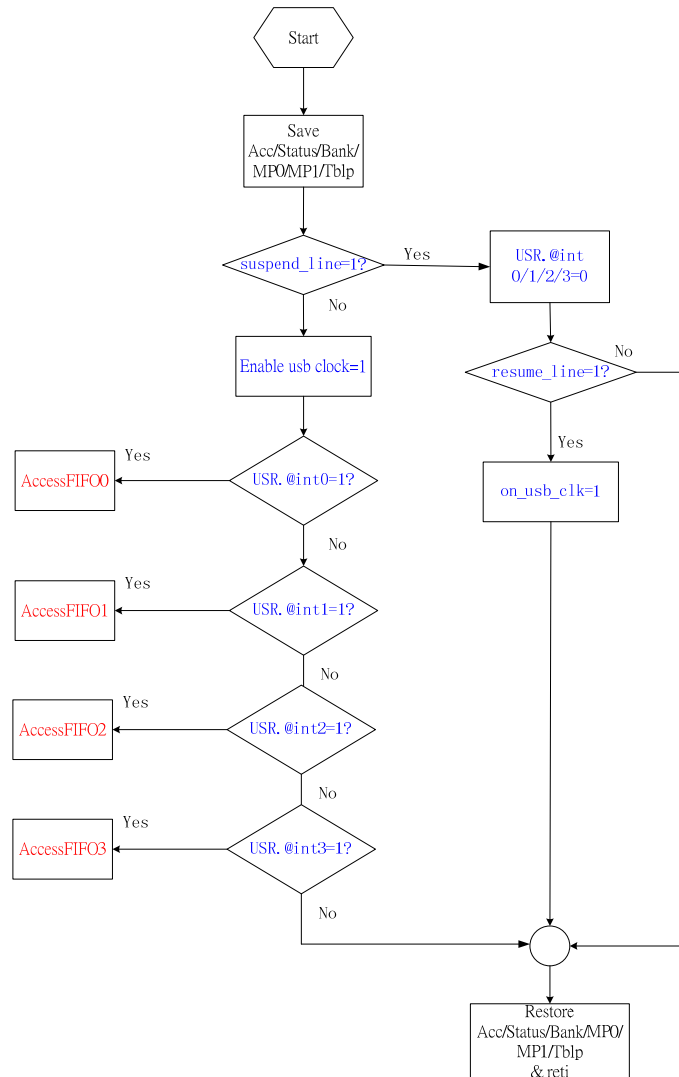 Start
Save
Acc/Status/Bank/
MP0/MP1/Tblp
suspend_line=1?
Yes
USR.@int
0/1/2/3=0
No
Enable usb clock=1
resume_line=1?
No
Yes
on_usb_clk=1
AccessFIFO0
Yes
USR.@int0=1?
No
AccessFIFO1
Yes
USR.@int1=1?
No
AccessFIFO2
Yes
USR.@int2=1?
No
AccessFIFO3
Yes
USR.@int3=1?
No
Restore
Acc/Status/Bank/MP0/
MP1/Tblp
& reti